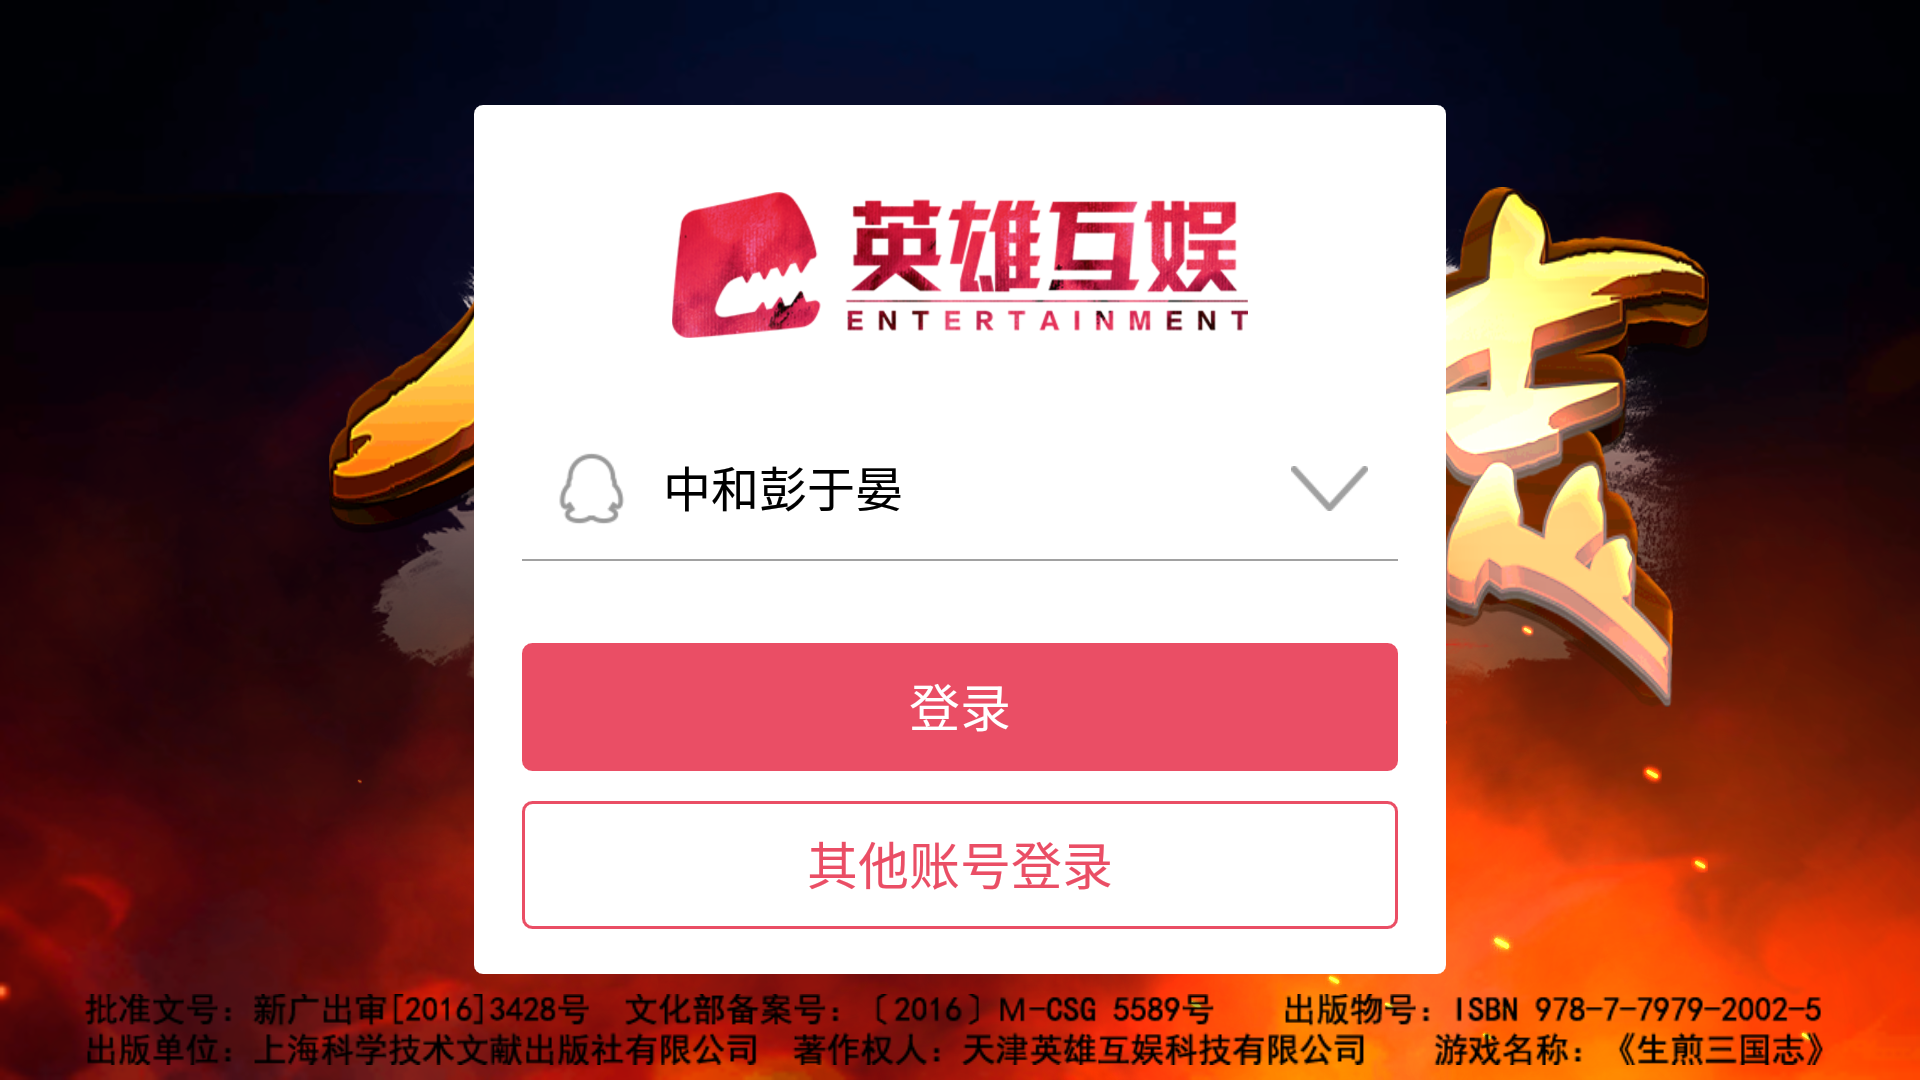 英雄互娱
ENTERTAINMENT
中和彭于晏
登录
其他账号登录
批准文号：新广出审[2016]3428号 文化部备案号：〔2016〕M-CSG 5589号 出版物号：ISBN 978-7-7979-2002-5
出版单位：上海科学技术文献出版社有限公司 著作权人：天津英雄互娱科技有限公司 游戏名称：《生煎三国志》